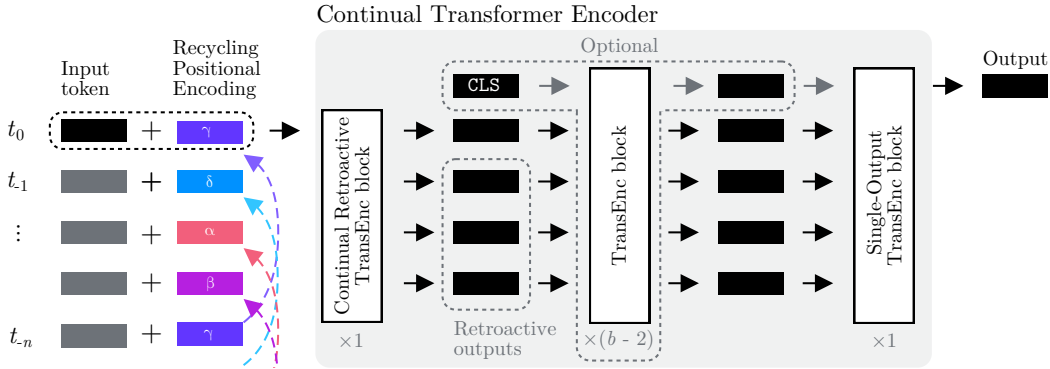 Continual Transformer Encoder
Input
token
Recycling
Positional
Encoding
Optional
Output
CLS
t0
+
γ
t-1
+
δ
⋮
+
α
+
β
t-n
+
γ
Continual Retroactive
TransEnc block
×1
Retroactive
outputs
TransEnc block
×(b - 2)
Single-Output
TransEnc block
×1